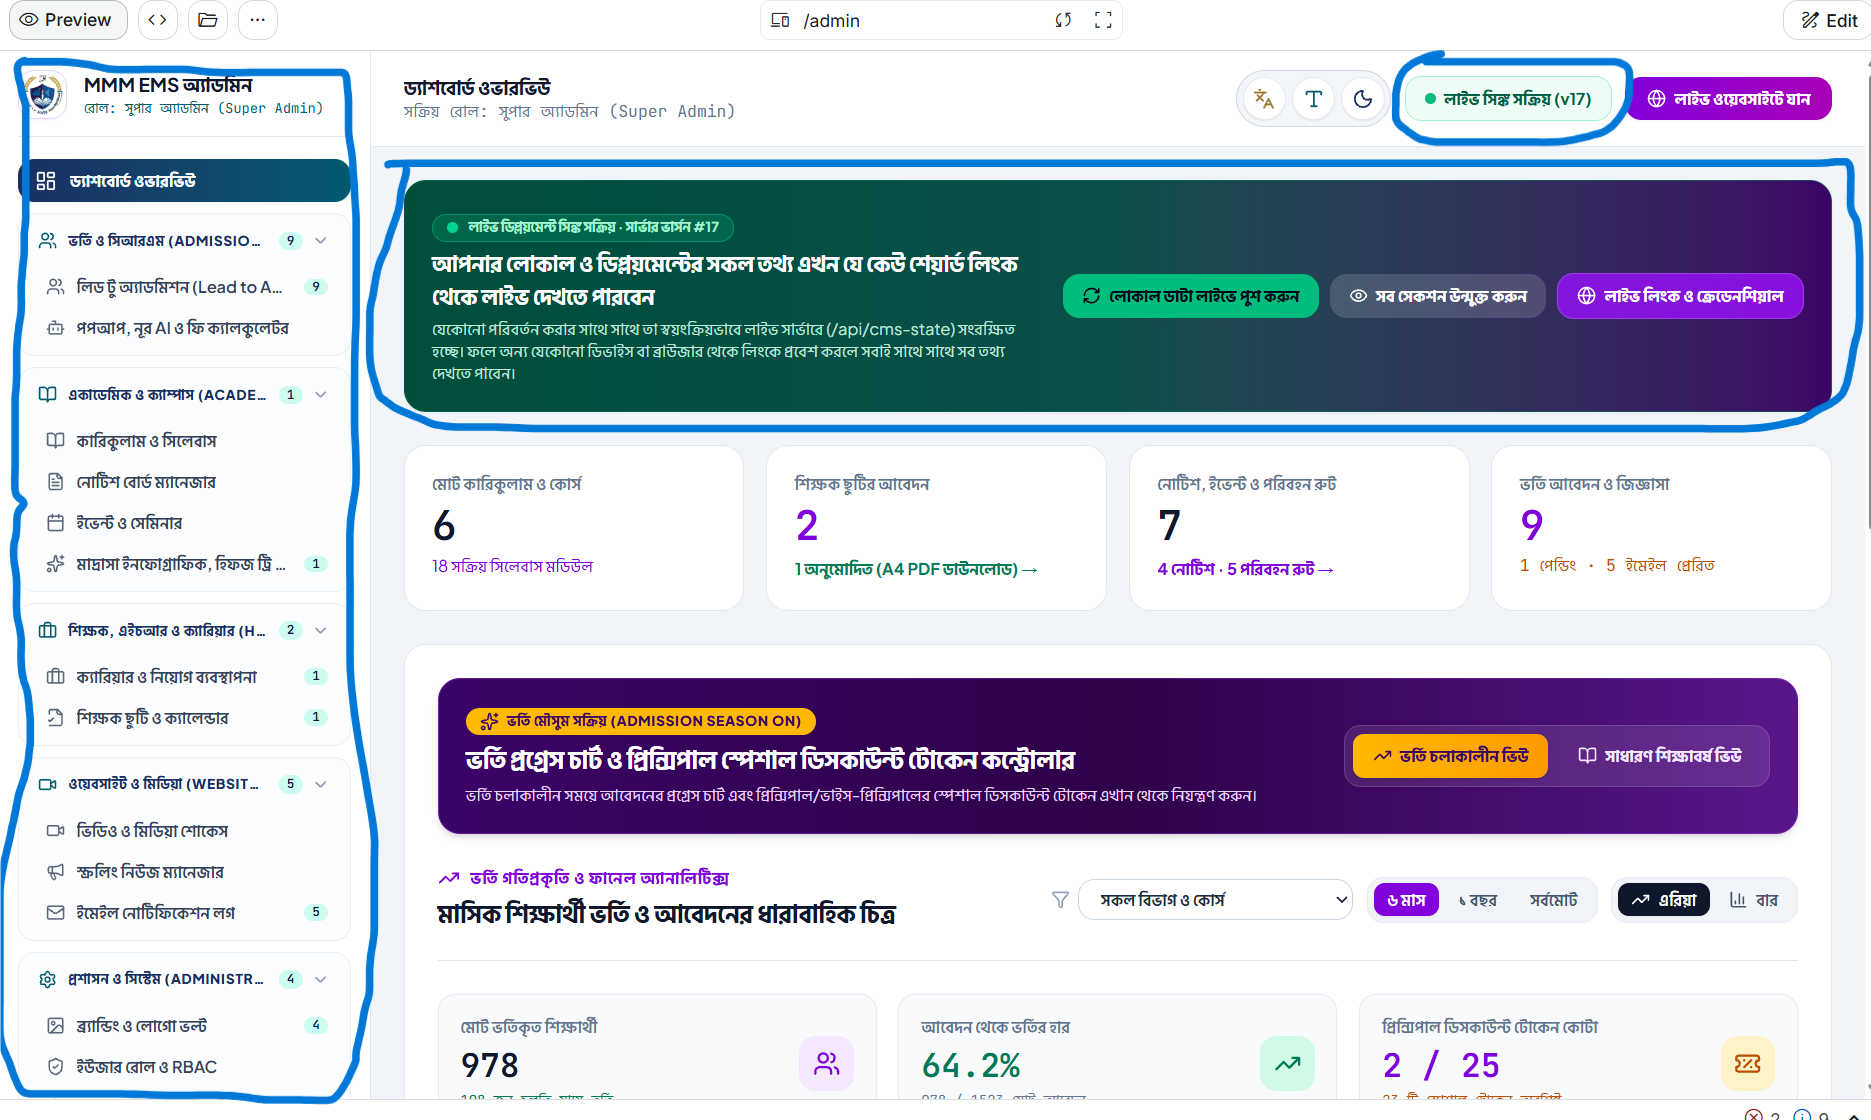 Preview
/admin
Edit
MMM EMS অ্যাডমিন
রোল: সুপার অ্যাডমিন (Super Admin)
ড্যাশবোর্ড ওভারভিউ
ভর্তি ও সিআরএম (ADMISSIO... 9
লিড টু অ্যাডমিশন (Lead to A... 9
পপআপ, নূর AI ও ফি ক্যালকুলেটর
একাডেমিক ও ক্যাম্পাস (ACADE... 1
কারিকুলাম ও সিলেবাস
নোটিশ বোর্ড ম্যানেজার
ইভেন্ট ও সেমিনার
মাদ্রাসা ইনফোগ্রাফিক, হিফজ ট্রি ... 1
শিক্ষক, এইচআর ও ক্যারিয়ার (H... 2
ক্যারিয়ার ও নিয়োগ ব্যবস্থাপনা 1
শিক্ষক ছুটি ও ক্যালেন্ডার 1
ওয়েবসাইট ও মিডিয়া (WEBSIT... 5
ভিডিও ও মিডিয়া শোকেস
স্ক্রলিং নিউজ ম্যানেজার
ইমেইল নোটিফিকেশন লগ 5
প্রশাসন ও সিস্টেম (ADMINISTR... 4
ব্র্যান্ডিং ও লোগো ভল্ট 4
ইউজার রোল ও RBAC
ড্যাশবোর্ড ওভারভিউ
সক্রিয় রোল: সুপার অ্যাডমিন (Super Admin)
লাইভ সিঙ্ক সক্রিয় (v17)
লাইভ ওয়েবসাইটে যান
লাইভ ডিপ্লয়মেন্ট সিঙ্ক সক্রিয় · সার্ভার ভার্সন #17
আপনার লোকাল ও ডিপ্লয়মেন্টের সকল তথ্য এখন যে কেউ শেয়ার্ড লিংক
থেকে লাইভ দেখতে পারবেন
যেকোনো পরিবর্তন করার সাথে সাথে তা স্বয়ংক্রিয়ভাবে লাইভ সার্ভারে (/api/cms-state) সংরক্ষিত
হচ্ছে। ফলে অন্য যেকোনো ডিভাইস বা ব্রাউজার থেকে লিংকে প্রবেশ করলে সবাই সাথে সাথে সব তথ্য
দেখতে পাবেন।
লোকাল ডাটা লাইভে পুশ করুন
সব সেকশন উন্মুক্ত করুন
লাইভ লিংক ও ক্রেডেনশিয়াল
মোট কারিকুলাম ও কোর্স
6
18 সক্রিয় সিলেবাস মডিউল
শিক্ষক ছুটির আবেদন
2
1 অনুমোদিত (A4 PDF ডাউনলোড) →
নোটিশ, ইভেন্ট ও পরিবহন রুট
7
4 নোটিশ · 5 পরিবহন রুট →
ভর্তি আবেদন ও জিজ্ঞাসা
9
1 পেন্ডিং · 5 ইমেইল প্রেরিত
ভর্তি মৌসুম সক্রিয় (ADMISSION SEASON ON)
ভর্তি প্রগ্রেস চার্ট ও প্রিন্সিপাল স্পেশাল ডিসকাউন্ট টোকেন কন্ট্রোলার
ভর্তি চলাকালীন সময়ে আবেদনের প্রগ্রেস চার্ট এবং প্রিন্সিপাল/ভাইস-প্রিন্সিপালের স্পেশাল ডিসকাউন্ট টোকেন এখান থেকে নিয়ন্ত্রণ করুন।
ভর্তি চলাকালীন ভিউ
সাধারণ শিক্ষাবর্ষ ভিউ
ভর্তি গতিপ্রকৃতি ও ফানেল অ্যানালিটিক্স
মাসিক শিক্ষার্থী ভর্তি ও আবেদনের ধারাবাহিক চিত্র
সকল বিভাগ ও কোর্স
৬ মাস
১ বছর
সর্বমোট
এরিয়া
বার
মোট ভর্তিকৃত শিক্ষার্থী
978
আবেদন থেকে ভর্তির হার
64.2%
প্রিন্সিপাল ডিসকাউন্ট টোকেন কোটা
2 / 25